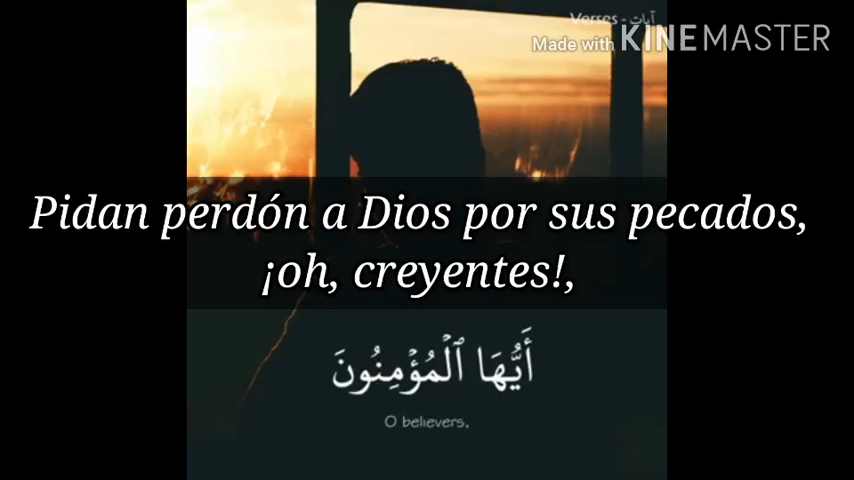 Verses - آيات
Made with KINEMASTER
Pidan perdón a Dios por sus pecados,
¡oh, creyentes!,
أَيُّهَا ٱلْمُؤْمِنُونَ
O believers,